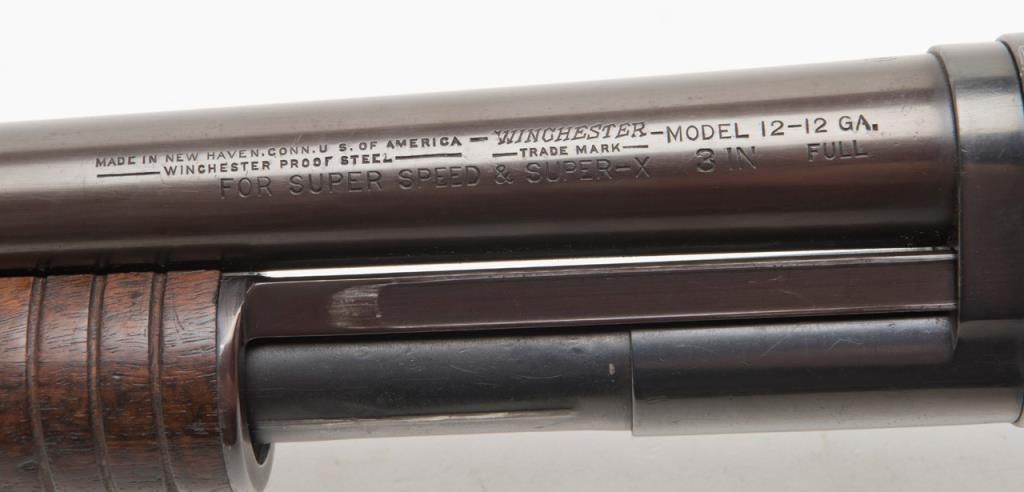 MADE IN NEW HAVEN.CONN.U.S. OF AMERICA –WINCHESTER–MODEL 12–12 GA.
WINCHESTER PROOF STEEL TRADE MARK
FOR SUPER SPEED & SUPER-X 3 IN FULL